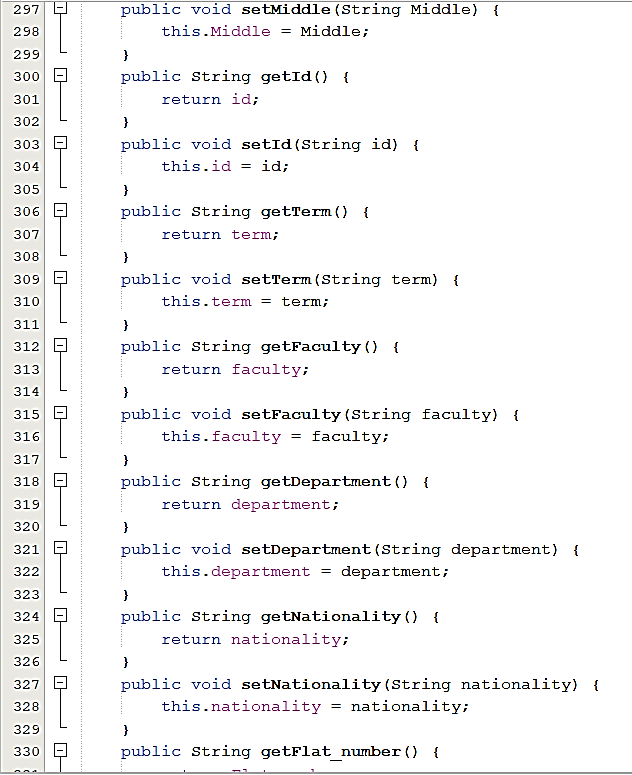 297 public void setMiddle(String Middle) {
298 this.Middle = Middle;
299 }
300 public String getId() {
301 return id;
302 }
303 public void setId(String id) {
304 this.id = id;
305 }
306 public String getTerm() {
307 return term;
308 }
309 public void setTerm(String term) {
310 this.term = term;
311 }
312 public String getFaculty() {
313 return faculty;
314 }
315 public void setFaculty(String faculty) {
316 this.faculty = faculty;
317 }
318 public String getDepartment() {
319 return department;
320 }
321 public void setDepartment(String department) {
322 this.department = department;
323 }
324 public String getNationality() {
325 return nationality;
326 }
327 public void setNationality(String nationality) {
328 this.nationality = nationality;
329 }
330 public String getFlat_number() {